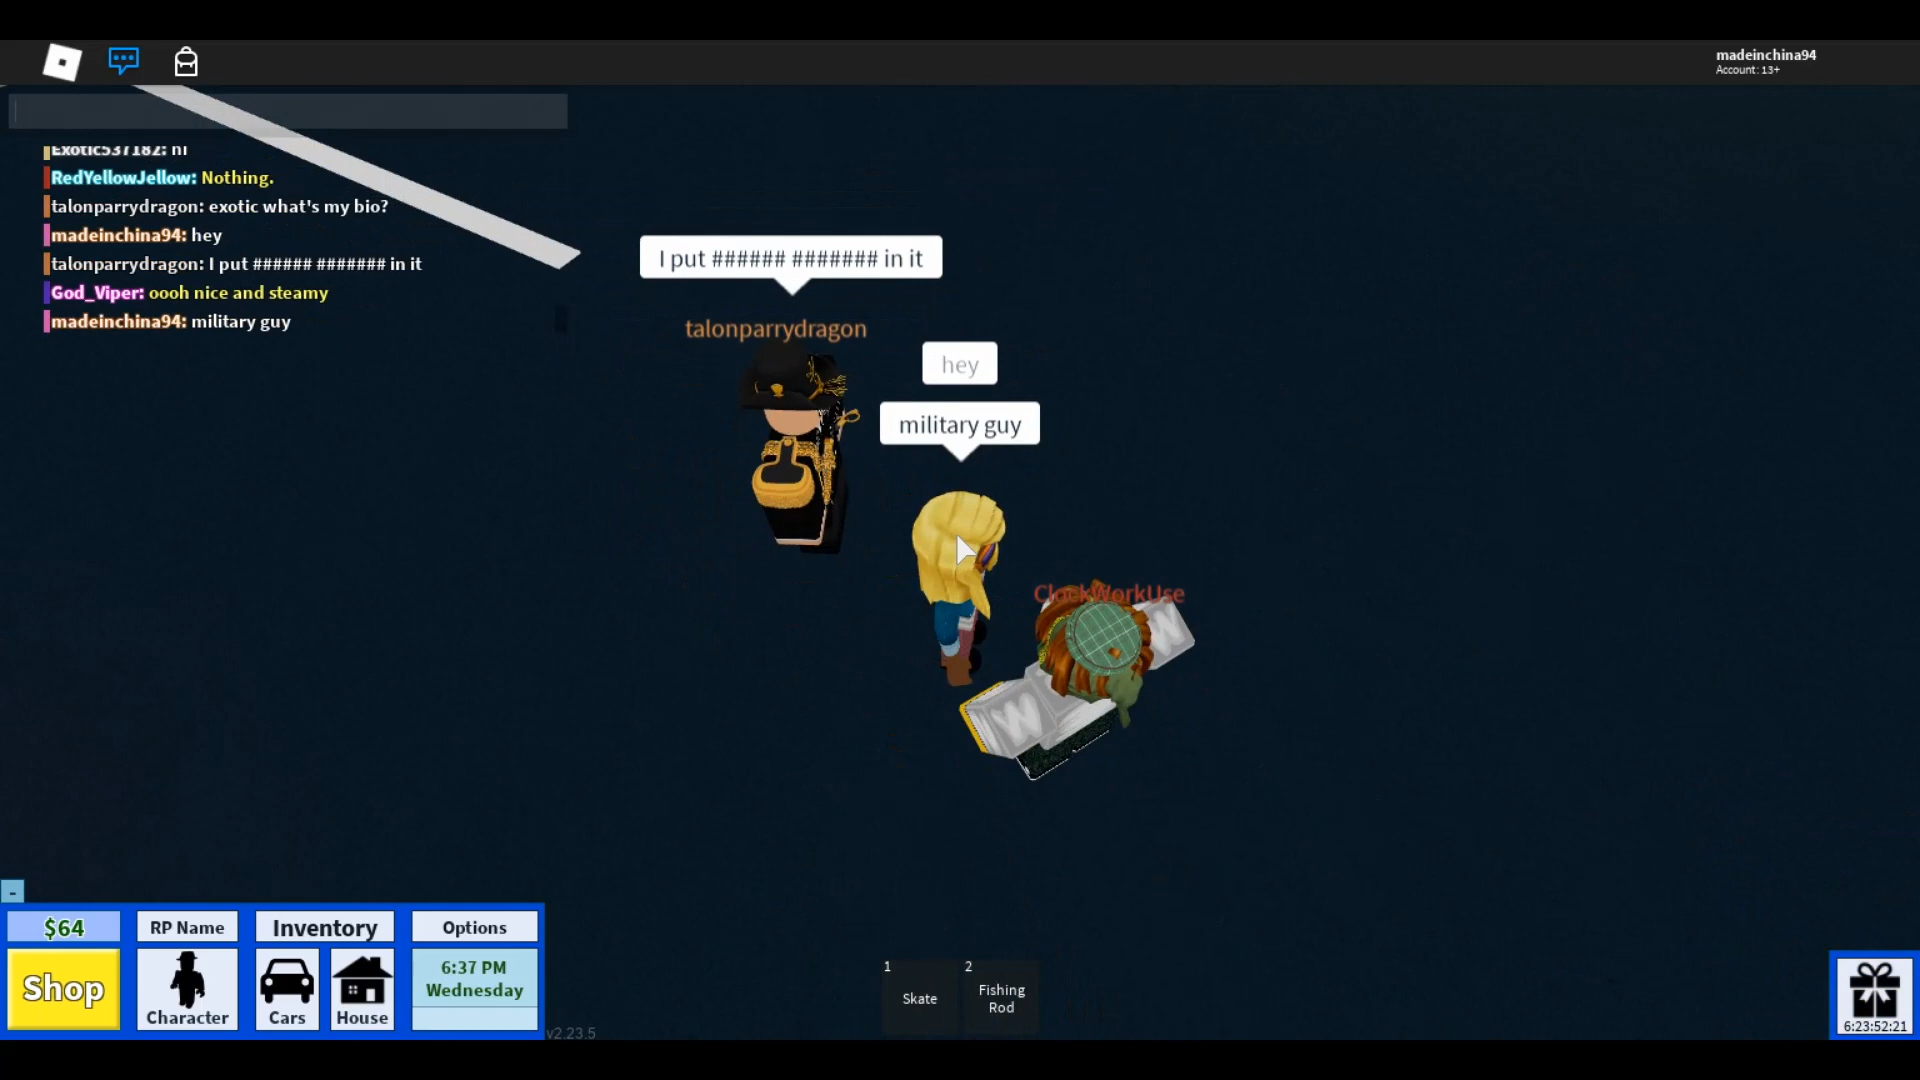 madeinchina94
Account: 13+
Exotic537182: hi
RedYellowJellow: Nothing.
talonparrydragon: exotic what's my bio?
madeinchina94: hey
talonparrydragon: I put ###### ####### in it
God_Viper: oooh nice and steamy
madeinchina94: military guy
I put ###### ####### in it
talonparrydragon
hey
military guy
ClockWorkUse
W
W
-
$64
RP Name
Inventory
Options
Shop
Character
Cars
House
6:37 PM
Wednesday
v2.23.5
1
Skate
2
Fishing
Rod
6:23:52:21